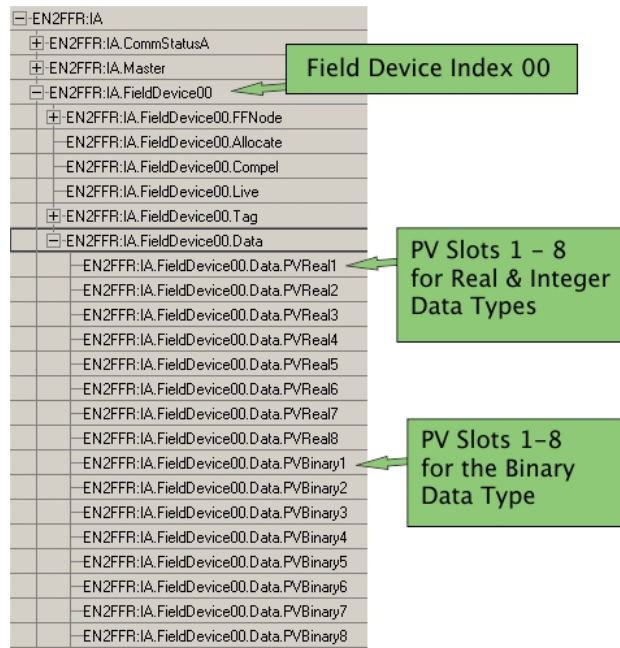 EN2FFR:IA
EN2FFR:IA.CommStatusA
EN2FFR:IA.Master
EN2FFR:IA.FieldDevice00
Field Device Index 00
EN2FFR:IA.FieldDevice00.FFNode
EN2FFR:IA.FieldDevice00.Allocate
EN2FFR:IA.FieldDevice00.Compel
EN2FFR:IA.FieldDevice00.Live
EN2FFR:IA.FieldDevice00.Tag
EN2FFR:IA.FieldDevice00.Data
EN2FFR:IA.FieldDevice00.Data.PVReal1
PV Slots 1 – 8
for Real & Integer
Data Types
EN2FFR:IA.FieldDevice00.Data.PVReal2
EN2FFR:IA.FieldDevice00.Data.PVReal3
EN2FFR:IA.FieldDevice00.Data.PVReal4
EN2FFR:IA.FieldDevice00.Data.PVReal5
EN2FFR:IA.FieldDevice00.Data.PVReal6
EN2FFR:IA.FieldDevice00.Data.PVReal7
EN2FFR:IA.FieldDevice00.Data.PVReal8
EN2FFR:IA.FieldDevice00.Data.PVBinary1
PV Slots 1–8
for the Binary
Data Type
EN2FFR:IA.FieldDevice00.Data.PVBinary2
EN2FFR:IA.FieldDevice00.Data.PVBinary3
EN2FFR:IA.FieldDevice00.Data.PVBinary4
EN2FFR:IA.FieldDevice00.Data.PVBinary5
EN2FFR:IA.FieldDevice00.Data.PVBinary6
EN2FFR:IA.FieldDevice00.Data.PVBinary7
EN2FFR:IA.FieldDevice00.Data.PVBinary8